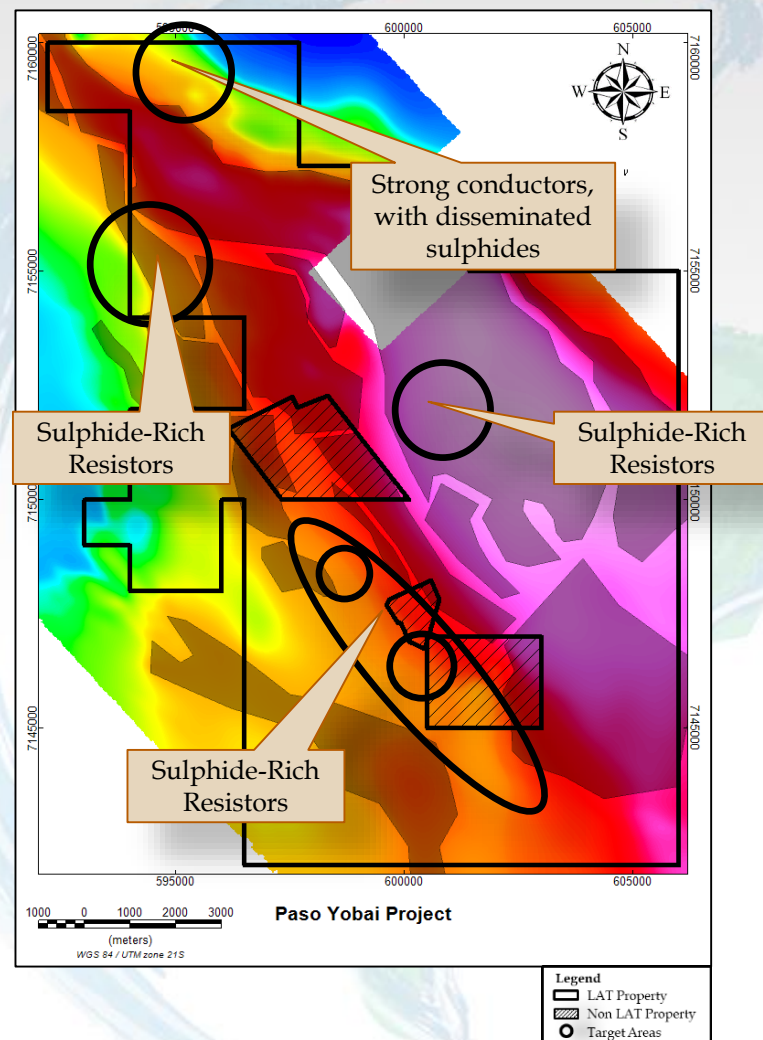 595000
600000
605000
7160000
7160000
N
W
E
S
Strong conductors,
with disseminated
sulphides
7155000
7155000
Sulphide-Rich
Resistors
Sulphide-Rich
Resistors
7150000
7150000
7145000
7145000
Sulphide-Rich
Resistors
595000
600000
605000
1000 0 1000 2000 3000
(meters)
WGS 84 / UTM zone 21S
Paso Yobai Project
Legend
LAT Property
Non LAT Property
Target Areas